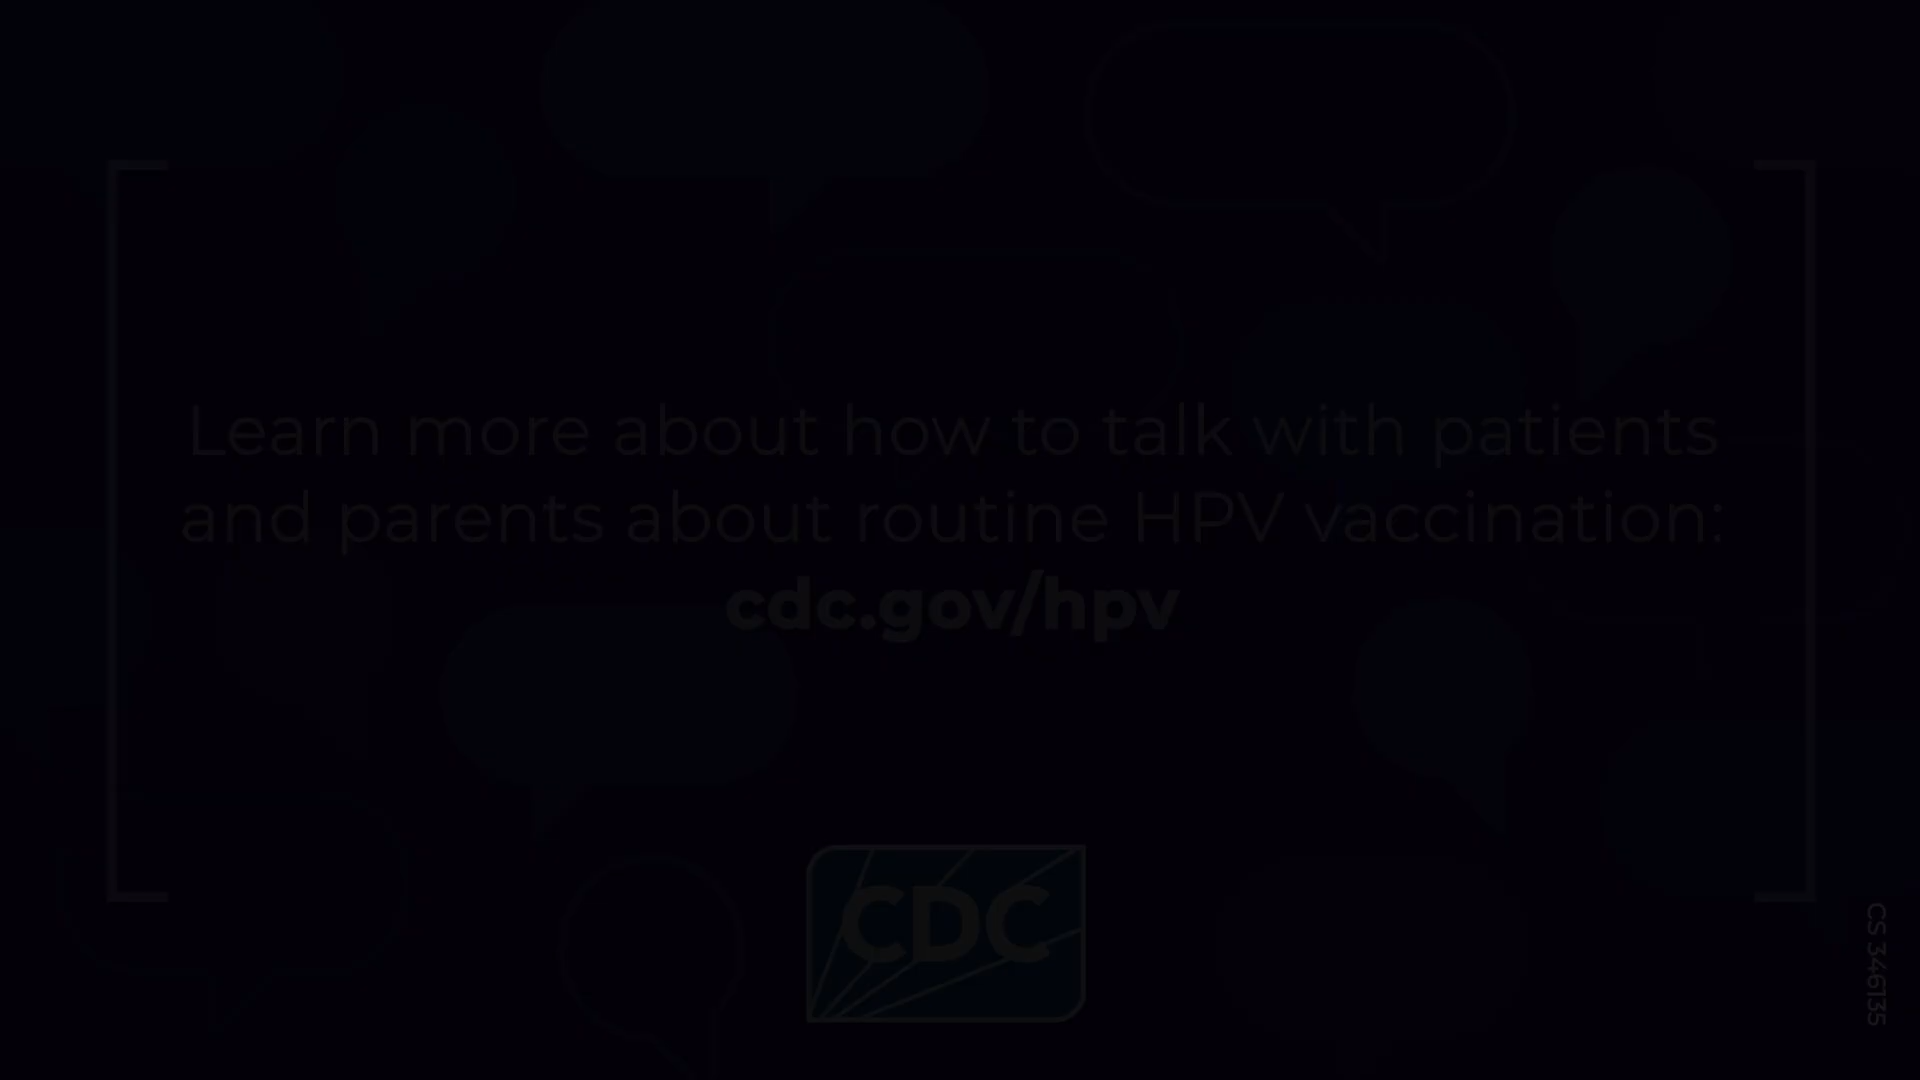 Learn more about how to talk with patients
and parents about routine HPV vaccination:
cdc.gov/hpv
CDC
CS 346135